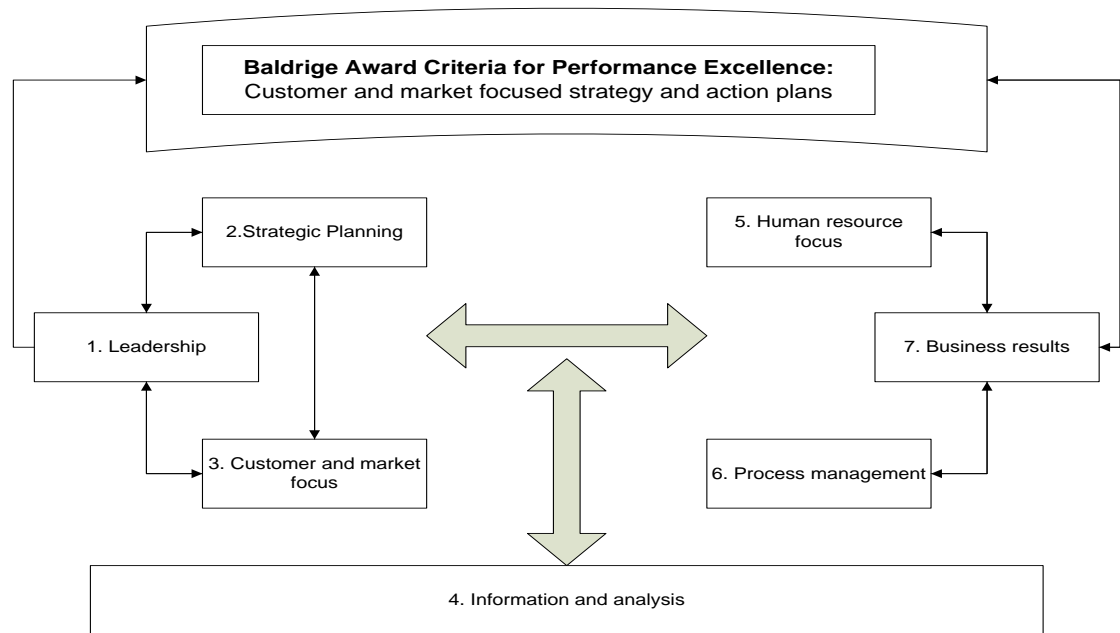 Baldrige Award Criteria for Performance Excellence:
Customer and market focused strategy and action plans
2.Strategic Planning
5. Human resource
focus
1. Leadership
7. Business results
3. Customer and market
focus
6. Process management
4. Information and analysis